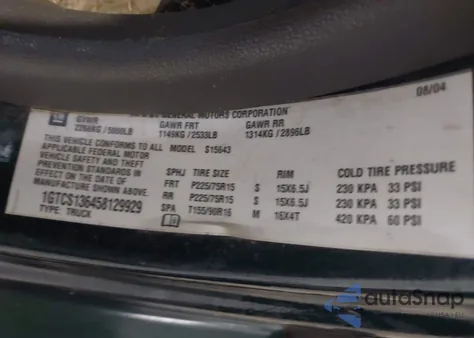 08/04
GENERAL MOTORS CORPORATION
GVWR GAWR FRT GAWR RR
2268KG / 5000LB 1149KG / 2533LB 1314KG / 2896LB
THIS VEHICLE CONFORMS TO ALL MODEL S15643
APPLICABLE FEDERAL MOTOR
VEHICLE SAFETY AND THEFT
PREVENTION STANDARDS IN
EFFECT ON THE DATE OF
MANUFACTURE SHOWN ABOVE.
1GTCS136458129929
TYPE: TRUCK
SPHJ TIRE SIZE RIM COLD TIRE PRESSURE
FRT P225/75R15 S 15X6.5J 230 KPA 33 PSI
RR P225/75R15 S 15X6.5J 230 KPA 33 PSI
SPA T155/90R16 M 16X4T 420 KPA 60 PSI
autoSnap